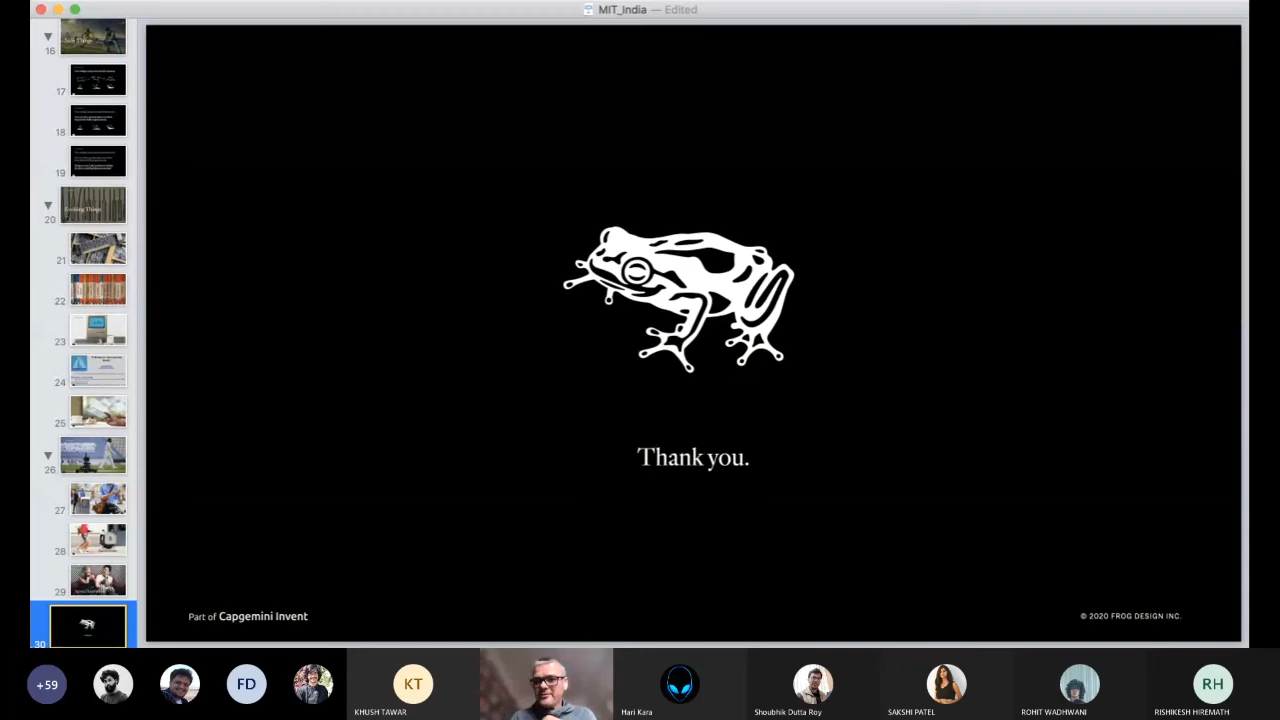 MIT_India — Edited
16
17
18
19
20
Evolving Things
21
22
23
24
25
26
27
28
29
30
Thank you.
Part of Capgemini Invent
© 2020 FROG DESIGN INC.
+59
FD
KT
RH
KHUSH TAWAR
Hari Kara
Shoubhik Dutta Roy
SAKSHI PATEL
ROHIT WADHWANI
RISHIKESH HIREMATH